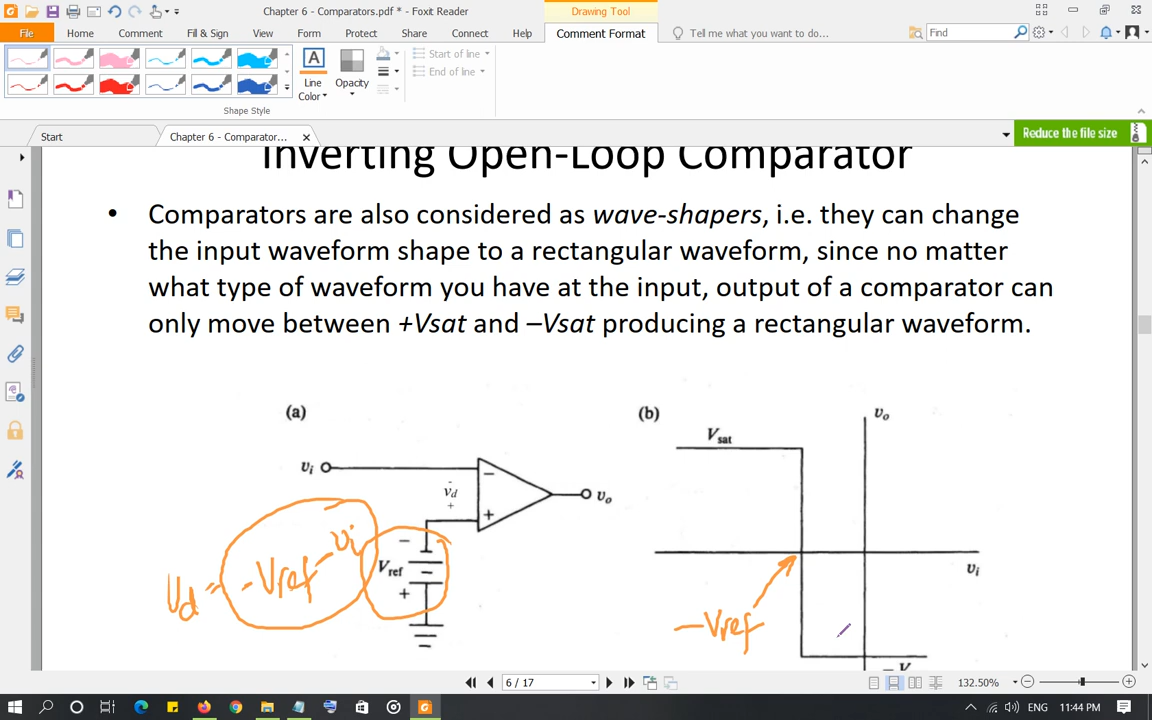 Chapter 6 - Comparators.pdf * - Foxit Reader
Drawing Tool
File Home Comment Fill & Sign View Form Protect Share Connect Help Comment Format Tell me what you want to do... Find
Line Color
Opacity
Start of line
End of line
Shape Style
Start
Chapter 6 - Comparator...
Reduce the file size
Inverting Open-Loop Comparator
• Comparators are also considered as wave-shapers, i.e. they can change
the input waveform shape to a rectangular waveform, since no matter
what type of waveform you have at the input, output of a comparator can
only move between +Vsat and –Vsat producing a rectangular waveform.
(a)
υi
−
vd
+
−
+
υo
−
Vref
+
Vd = -Vref - vi
(b)
υo
Vsat
υi
-Vref
– V
6 / 17
132.50%
ENG
11:44 PM